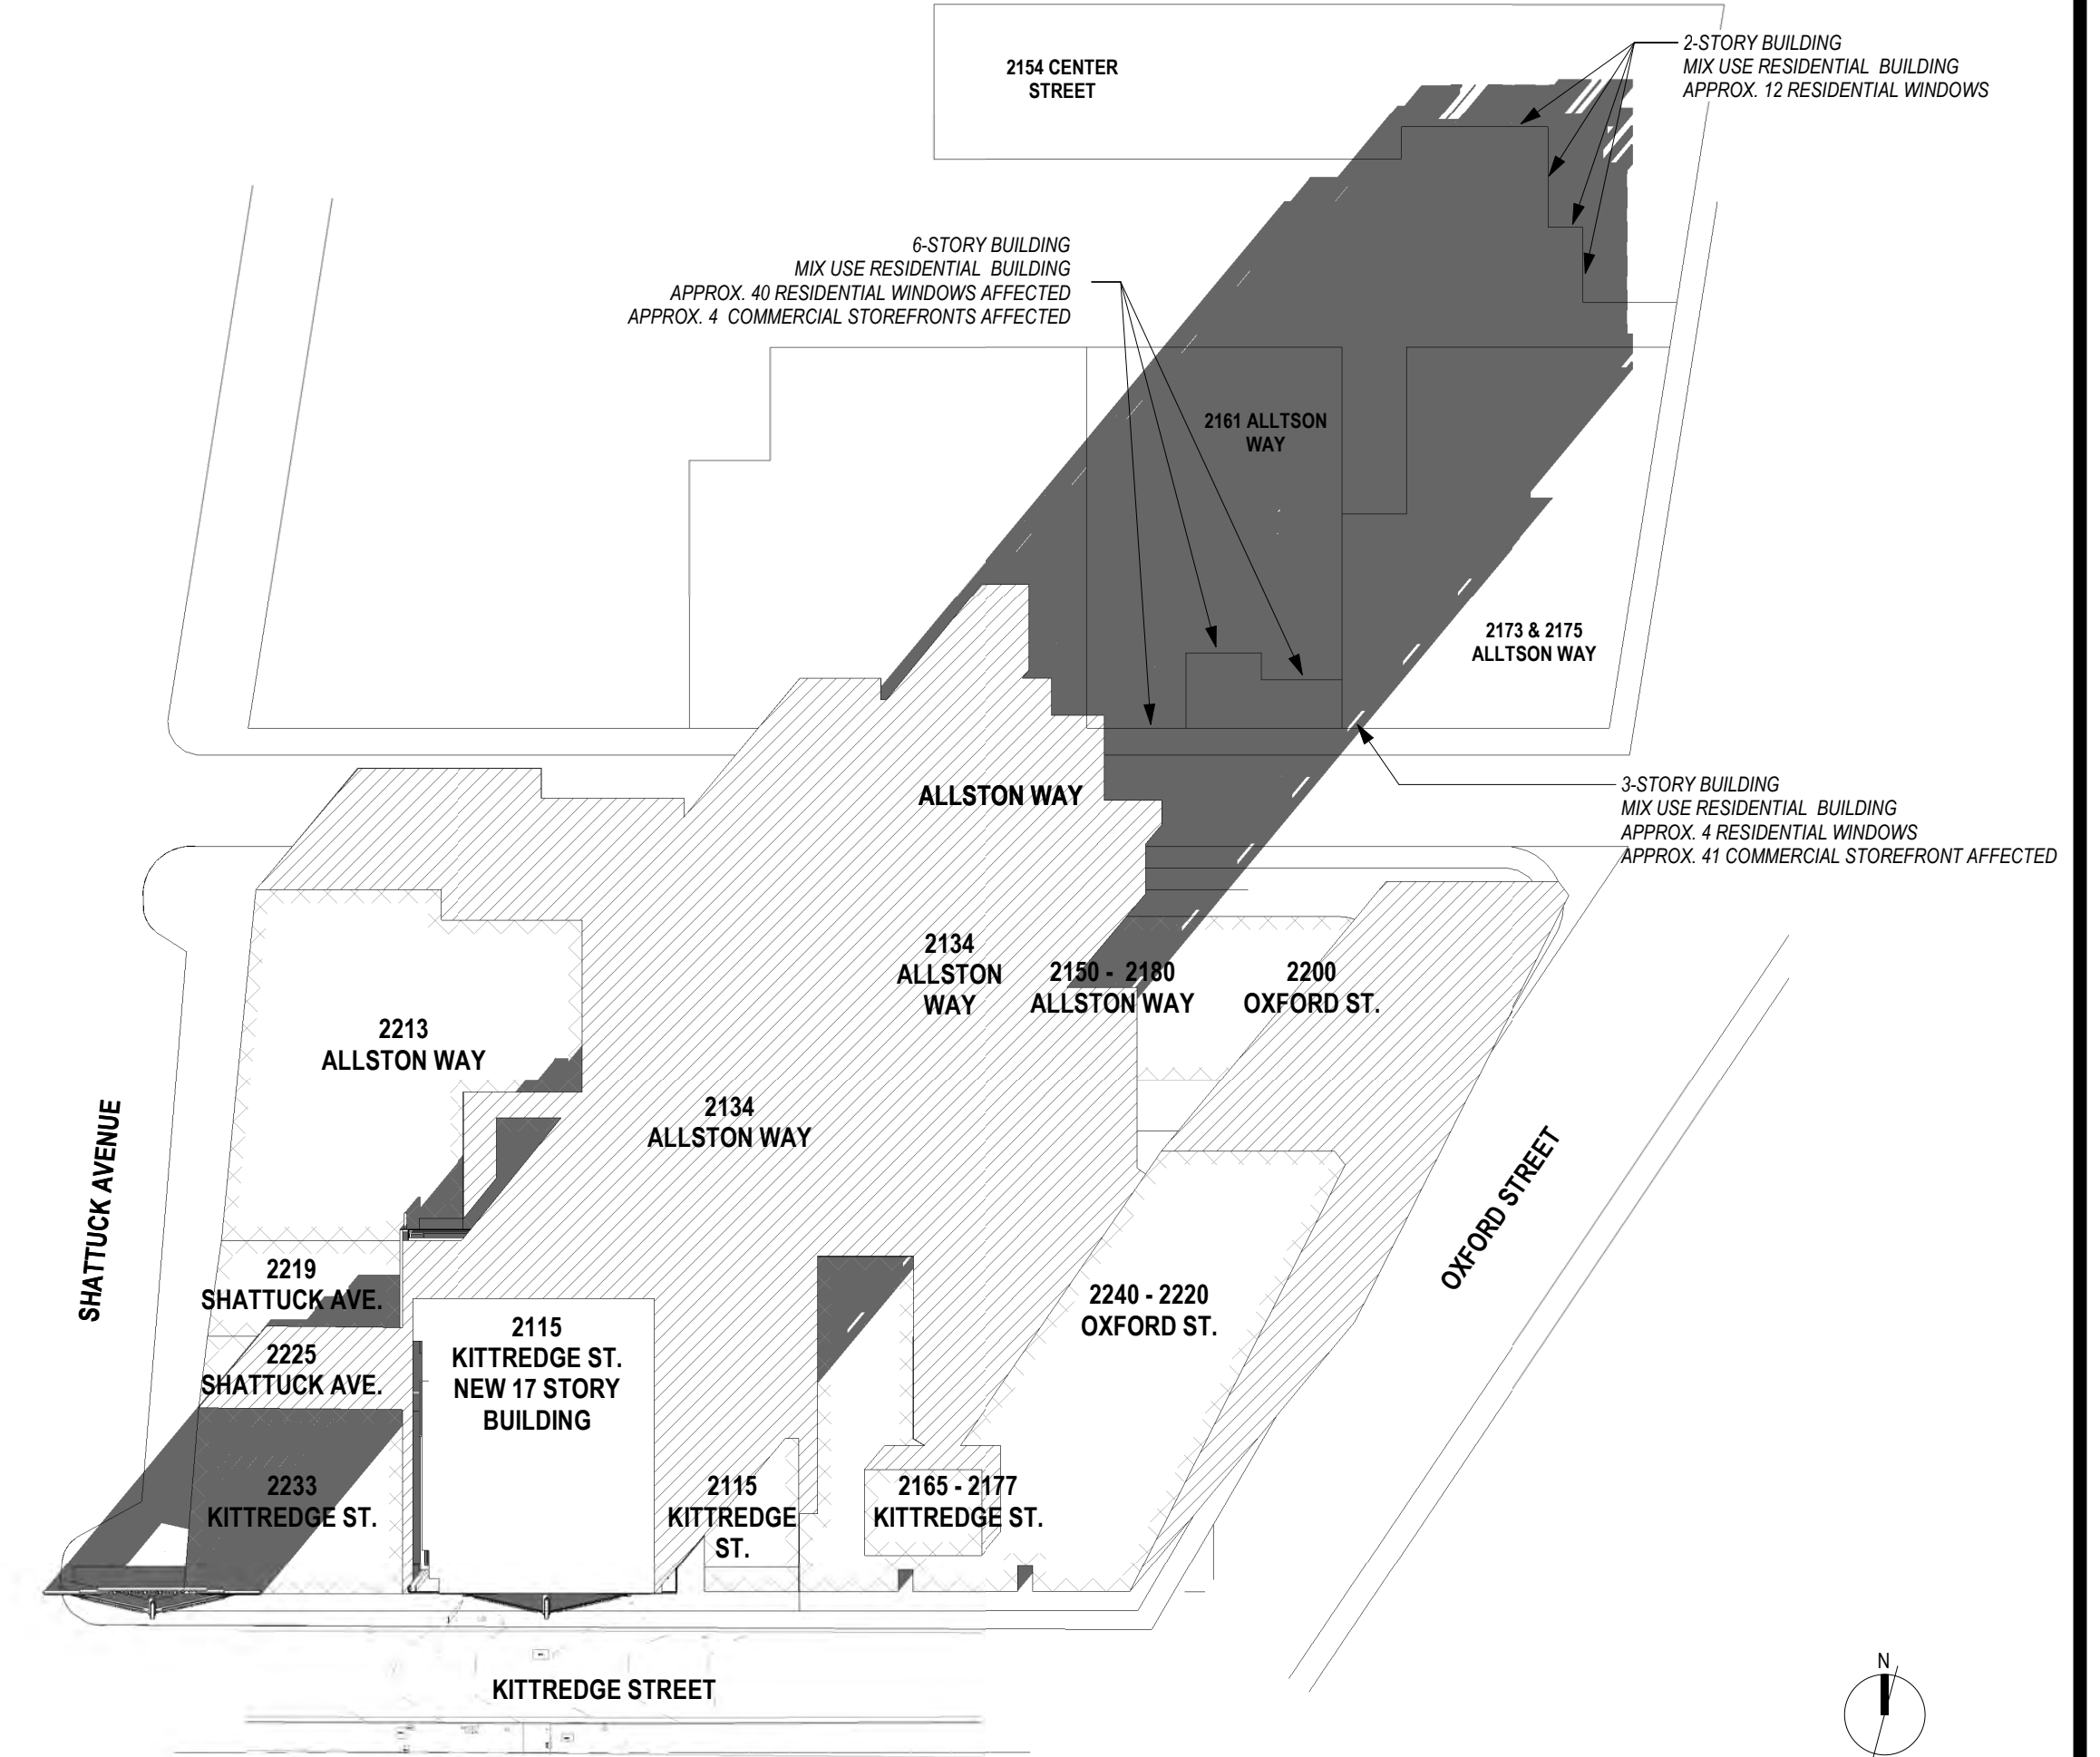 2154 CENTER
STREET
2-STORY BUILDING
MIX USE RESIDENTIAL BUILDING
APPROX. 12 RESIDENTIAL WINDOWS
6-STORY BUILDING
MIX USE RESIDENTIAL BUILDING
APPROX. 40 RESIDENTIAL WINDOWS AFFECTED
APPROX. 4 COMMERCIAL STOREFRONTS AFFECTED
2161 ALLTSON
WAY
2173 & 2175
ALLTSON WAY
3-STORY BUILDING
MIX USE RESIDENTIAL BUILDING
APPROX. 4 RESIDENTIAL WINDOWS
APPROX. 41 COMMERCIAL STOREFRONT AFFECTED
ALLSTON WAY
2134
ALLSTON
WAY
2150 - 2180
ALLSTON WAY
2200
OXFORD ST.
2213
ALLSTON WAY
2134
ALLSTON WAY
SHATTUCK AVENUE
OXFORD STREET
2219
SHATTUCK AVE.
2225
SHATTUCK AVE.
2115
KITTREDGE ST.
NEW 17 STORY
BUILDING
2240 - 2220
OXFORD ST.
2233
KITTREDGE ST.
2115
KITTREDGE
ST.
2165 - 2177
KITTREDGE ST.
KITTREDGE STREET
N